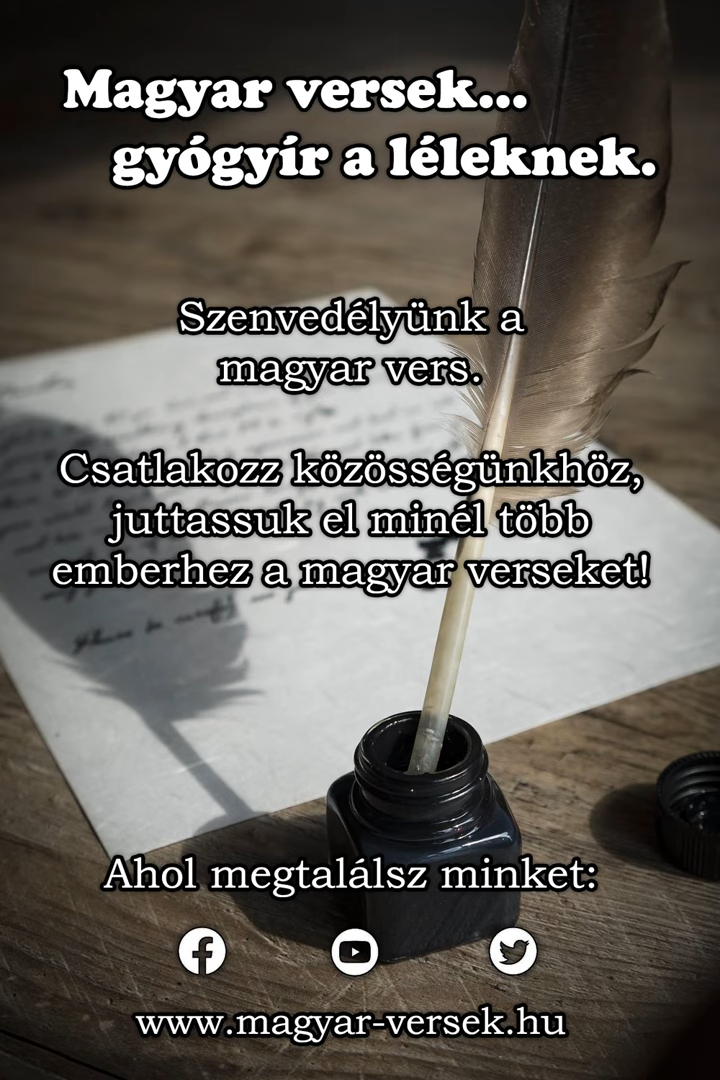 Magyar versek...
gyógyír a léleknek.
Szenvedélyünk a
magyar vers.
Csatlakozz közösségünkhöz,
juttassuk el minél több
emberhez a magyar verseket!
Ahol megtalálsz minket:
www.magyar-versek.hu